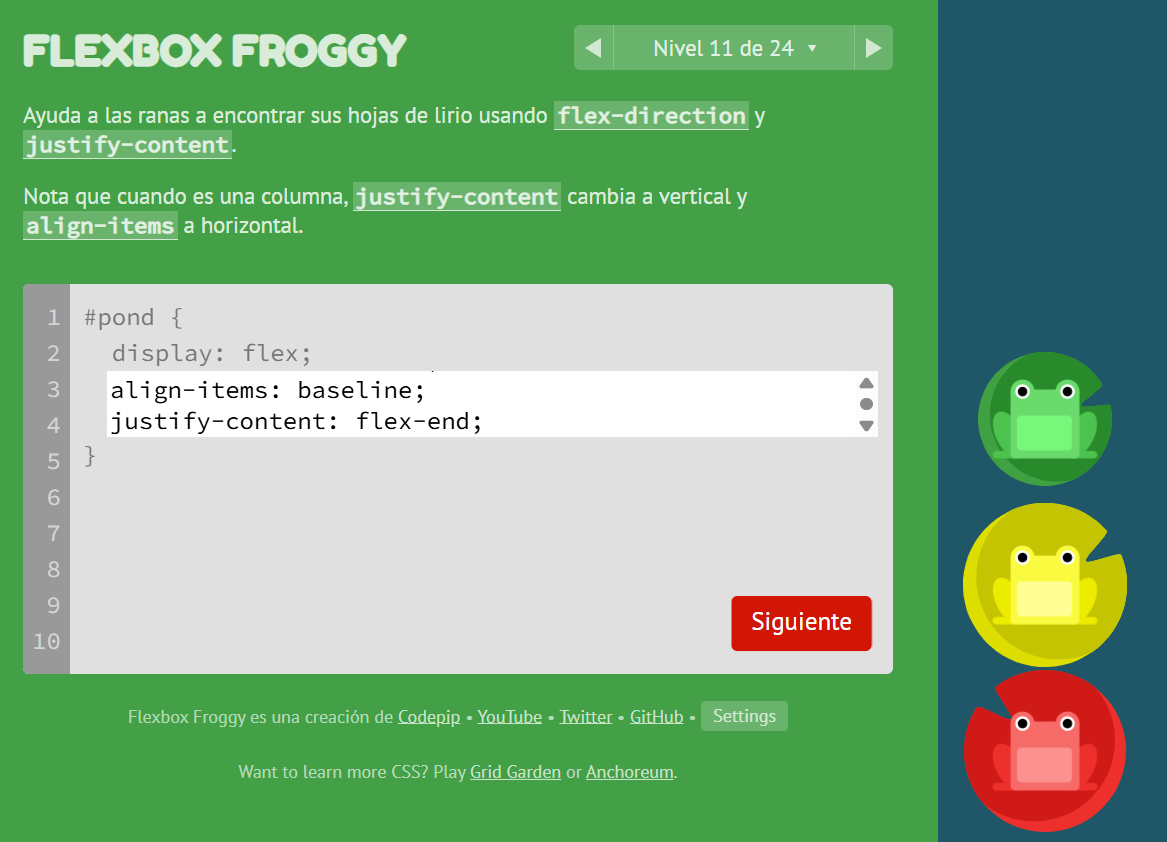 FLEXBOX FROGGY
Nivel 11 de 24 ▾
Ayuda a las ranas a encontrar sus hojas de lirio usando flex-direction y
justify-content.
Nota que cuando es una columna, justify-content cambia a vertical y
align-items a horizontal.
1 #pond {
2 display: flex;
3 align-items: baseline;
4 justify-content: flex-end;
5 }
6
7
8
9
10
Siguiente
Flexbox Froggy es una creación de Codepip • YouTube • Twitter • GitHub • Settings
Want to learn more CSS? Play Grid Garden or Anchoreum.